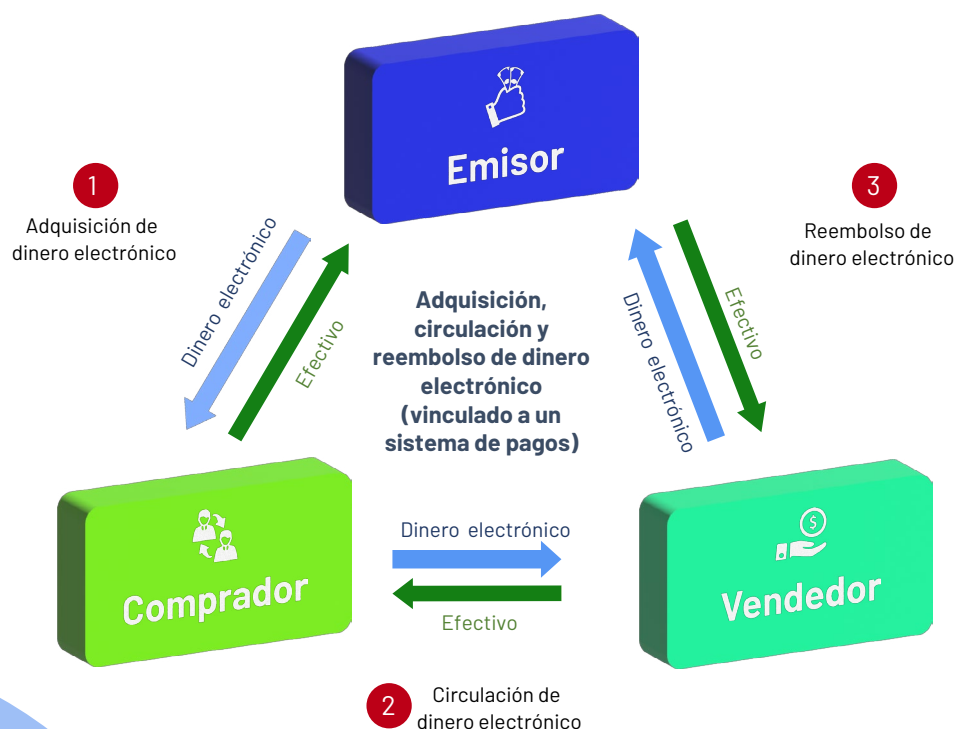 Emisor
1
Adquisición de
dinero electrónico
3
Reembolso de
dinero electrónico
Dinero electrónico
Efectivo
Adquisición,
circulación y
reembolso de dinero
electrónico
(vinculado a un
sistema de pagos)
Dinero electrónico
Efectivo
Comprador
$
Vendedor
Dinero electrónico
Efectivo
2
Circulación de
dinero electrónico